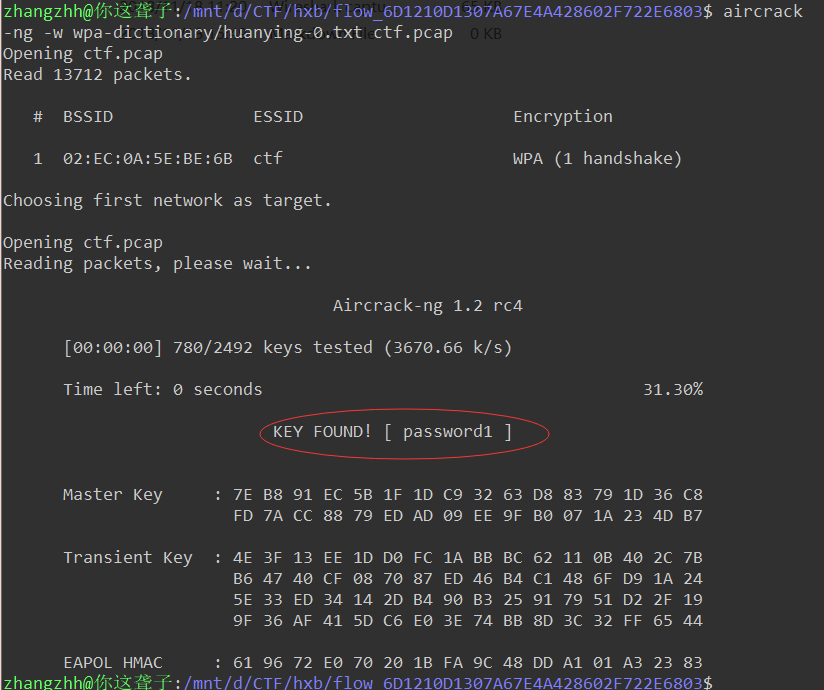 zhangzhh@你这聋子:/mnt/d/CTF/hxb/flow_6D1210D1307A67E4A428602F722E6803$ aircrack
-ng -w wpa-dictionary/huanying-0.txt ctf.pcap
Opening ctf.pcap
Read 13712 packets.
# BSSID ESSID Encryption
1 02:EC:0A:5E:BE:6B ctf WPA (1 handshake)
Choosing first network as target.
Opening ctf.pcap
Reading packets, please wait...
Aircrack-ng 1.2 rc4
[00:00:00] 780/2492 keys tested (3670.66 k/s)
Time left: 0 seconds 31.30%
KEY FOUND! [ password1 ]
Master Key : 7E B8 91 EC 5B 1F 1D C9 32 63 D8 83 79 1D 36 C8
FD 7A CC 88 79 ED AD 09 EE 9F B0 07 1A 23 4D B7
Transient Key : 4E 3F 13 EE 1D D0 FC 1A BB BC 62 11 0B 40 2C 7B
B6 47 40 CF 08 70 87 ED 46 B4 C1 48 6F D9 1A 24
5E 33 ED 34 14 2D B4 90 B3 25 91 79 51 D2 2F 19
9F 36 AF 41 5D C6 E0 3E 74 BB 8D 3C 32 FF 65 44
EAPOL HMAC : 61 96 72 E0 70 20 1B FA 9C 48 DD A1 01 A3 23 83
zhangzhh@你这聋子:/mnt/d/CTF/hxb/flow_6D1210D1307A67E4A428602F722E6803$